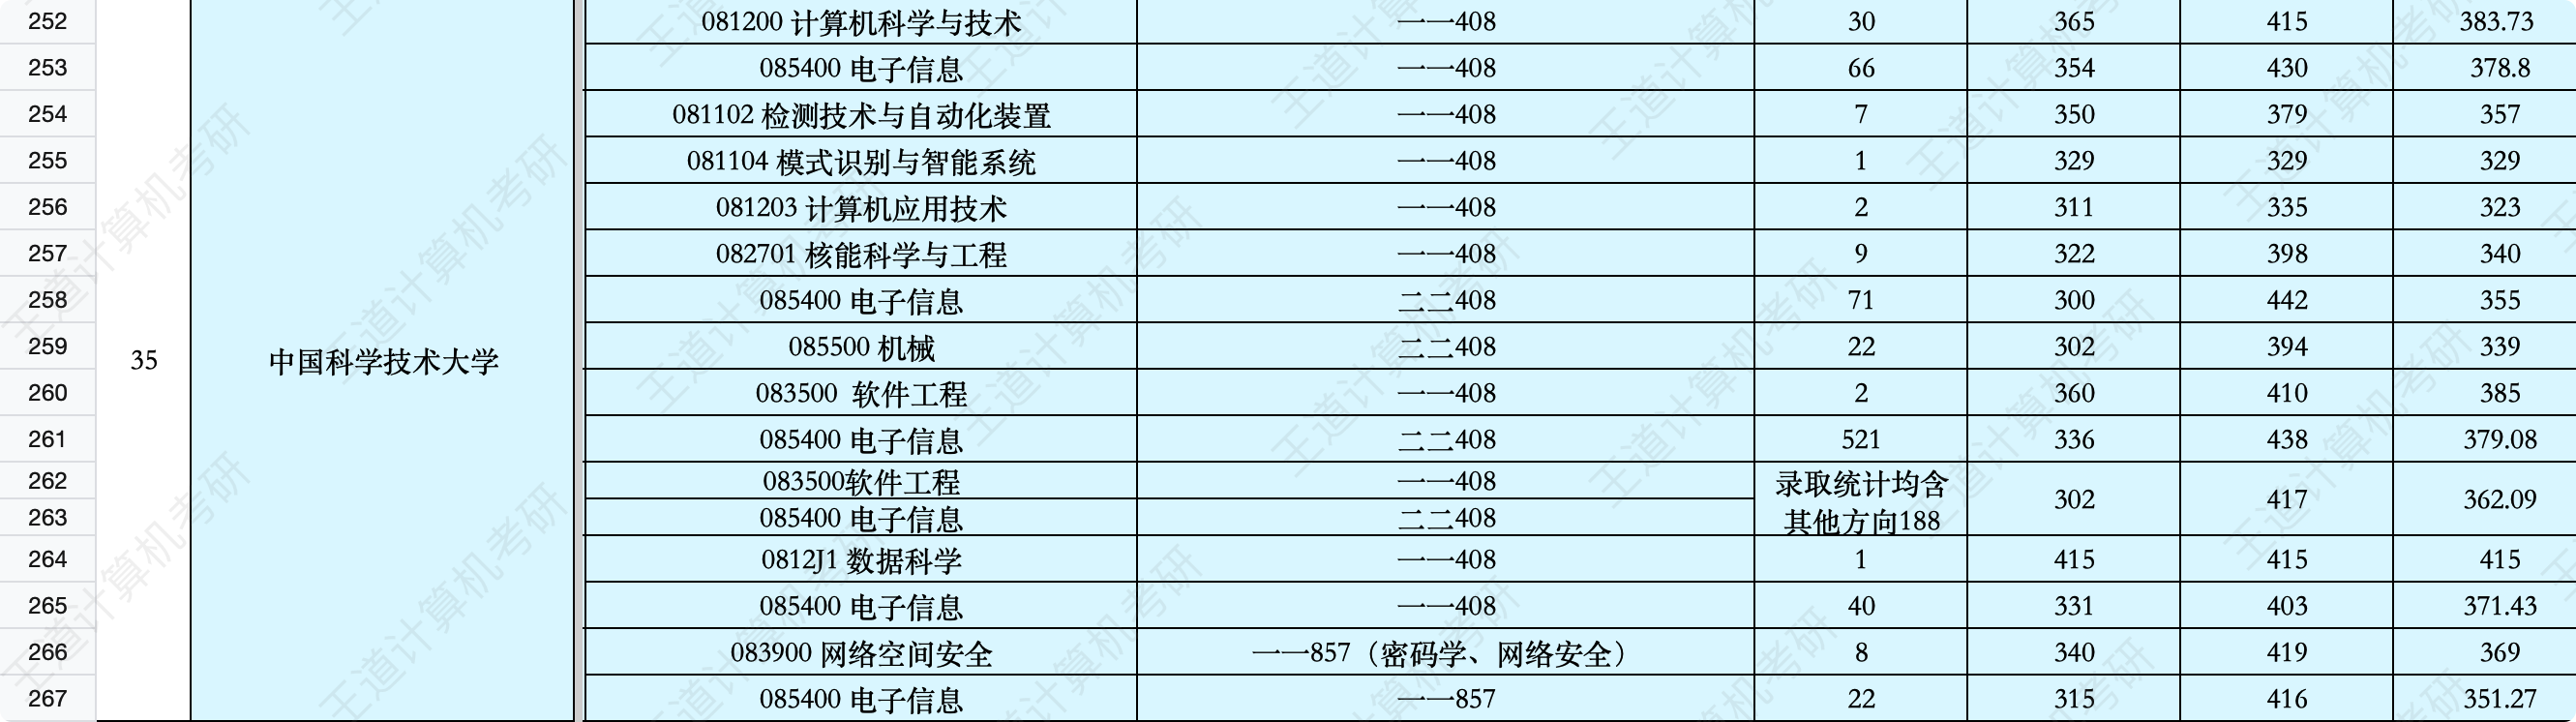 252 081200 计算机科学与技术 一一408 30 365 415 383.73
253 085400 电子信息 一一408 66 354 430 378.8
254 081102 检测技术与自动化装置 一一408 7 350 379 357
255 081104 模式识别与智能系统 一一408 1 329 329 329
256 081203 计算机应用技术 一一408 2 311 335 323
257 082701 核能科学与工程 一一408 9 322 398 340
258 085400 电子信息 二二408 71 300 442 355
259 085500 机械 二二408 22 302 394 339
35 中国科学技术大学
260 083500 软件工程 一一408 2 360 410 385
261 085400 电子信息 二二408 521 336 438 379.08
262 083500软件工程 一一408 录取统计均含 302 417 362.09
263 085400 电子信息 二二408 其他方向188
264 0812J1 数据科学 一一408 1 415 415 415
265 085400 电子信息 一一408 40 331 403 371.43
266 083900 网络空间安全 一一857（密码学、网络安全） 8 340 419 369
267 085400 电子信息 一一857 22 315 416 351.27
王道计算机考研